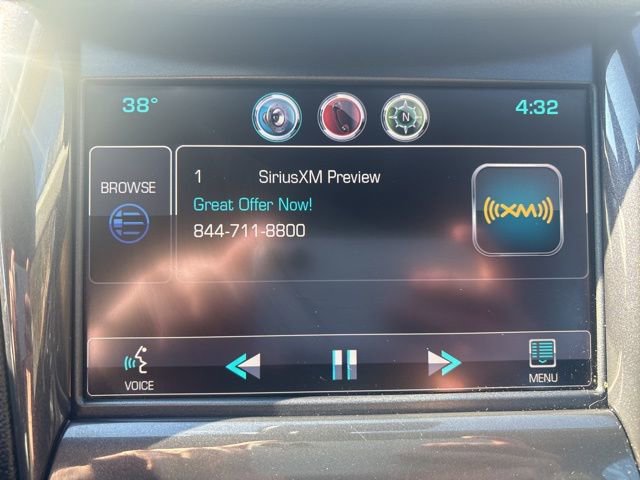 38°
N
4:32
BROWSE
1 SiriusXM Preview
Great Offer Now!
844-711-8800
((XM))
VOICE
MENU